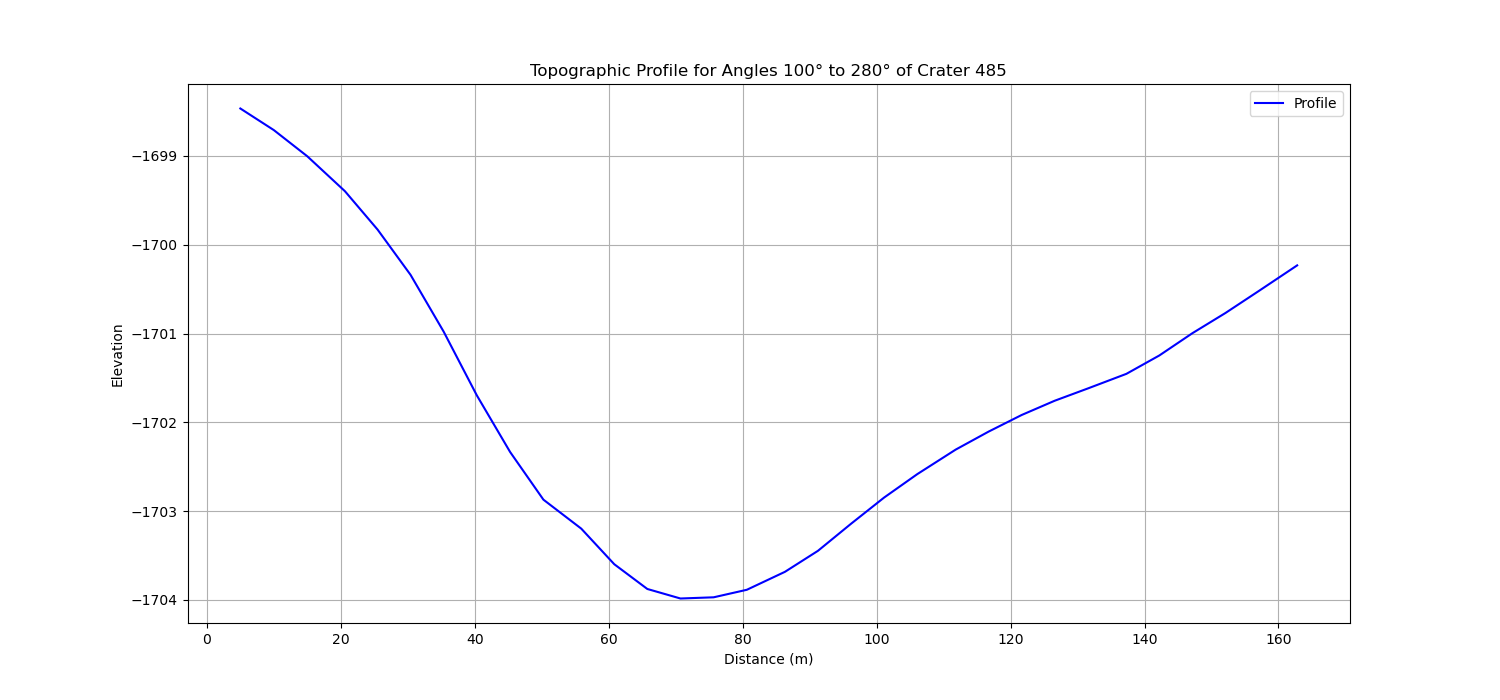 Topographic Profile for Angles 100° to 280° of Crater 485
Profile
−1699
−1700
−1701
−1702
−1703
−1704
Elevation
0 20 40 60 80 100 120 140 160
Distance (m)